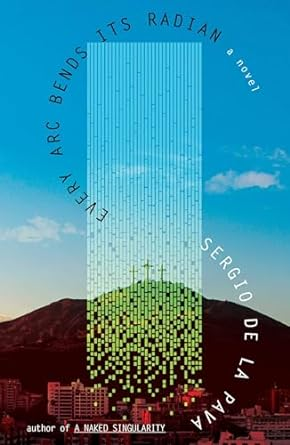 EVERY ARC BENDS ITS RADIAN
a novel
SERGIO DE LA PAVA
author of A NAKED SINGULARITY